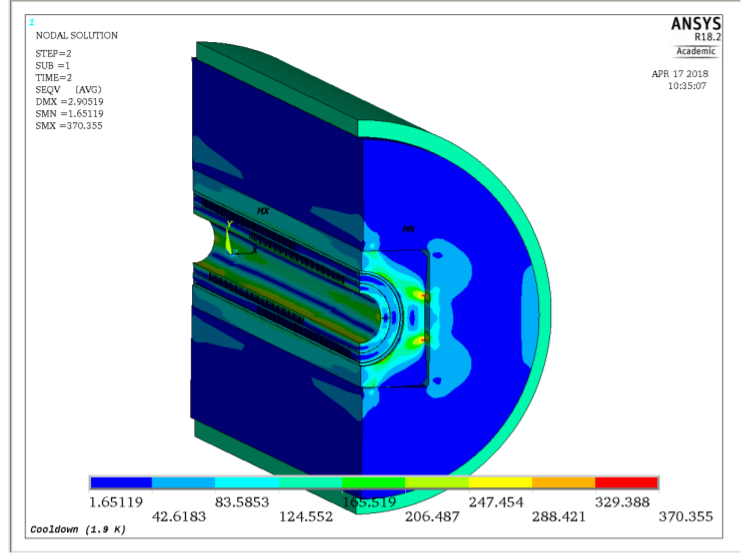 1
NODAL SOLUTION
STEP=2
SUB =1
TIME=2
SEQV (AVG)
DMX =2.90519
SMN =1.65119
SMX =370.355
ANSYS
R18.2
Academic
APR 17 2018
10:35:07
MX
MN
Y
X
1.65119
42.6183
83.5853
124.552
165.519
206.487
247.454
288.421
329.388
370.355
Cooldown (1.9 K)